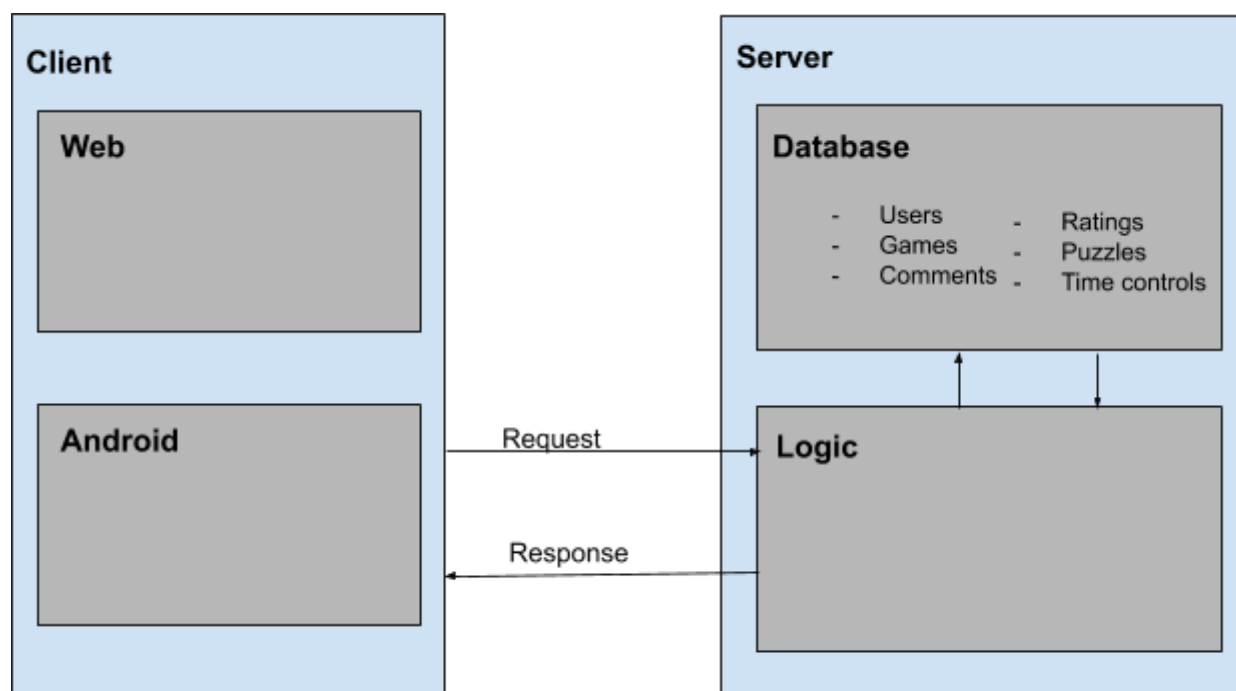 Client
Web
Android
Request
Response
Server
Database
- Users
- Games
- Comments
- Ratings
- Puzzles
- Time controls
Logic